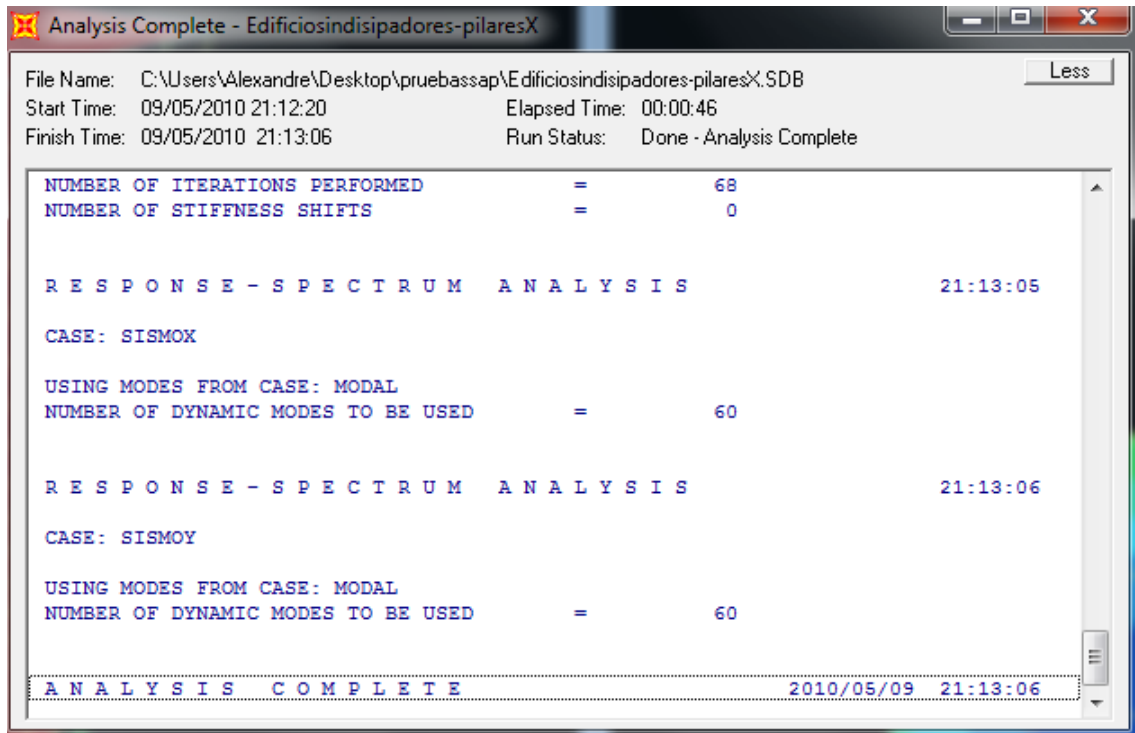 Analysis Complete - Edificiosindisipadores-pilaresX
File Name: C:\Users\Alexandre\Desktop\pruebassap\Edificiosindisipadores-pilaresX.SDB Less
Start Time: 09/05/2010 21:12:20 Elapsed Time: 00:00:46
Finish Time: 09/05/2010 21:13:06 Run Status: Done - Analysis Complete
NUMBER OF ITERATIONS PERFORMED = 68
NUMBER OF STIFFNESS SHIFTS = 0
R E S P O N S E - S P E C T R U M   A N A L Y S I S 21:13:05
CASE: SISMOX
USING MODES FROM CASE: MODAL
NUMBER OF DYNAMIC MODES TO BE USED = 60
R E S P O N S E - S P E C T R U M   A N A L Y S I S 21:13:06
CASE: SISMOY
USING MODES FROM CASE: MODAL
NUMBER OF DYNAMIC MODES TO BE USED = 60
A N A L Y S I S   C O M P L E T E 2010/05/09 21:13:06